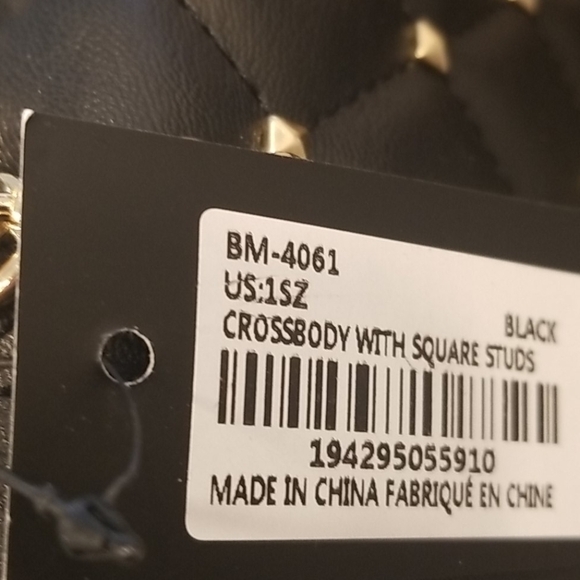 BM-4061
US:1SZ
BLACK
CROSSBODY WITH SQUARE STUDS
194295055910
MADE IN CHINA FABRIQUÉ EN CHINE